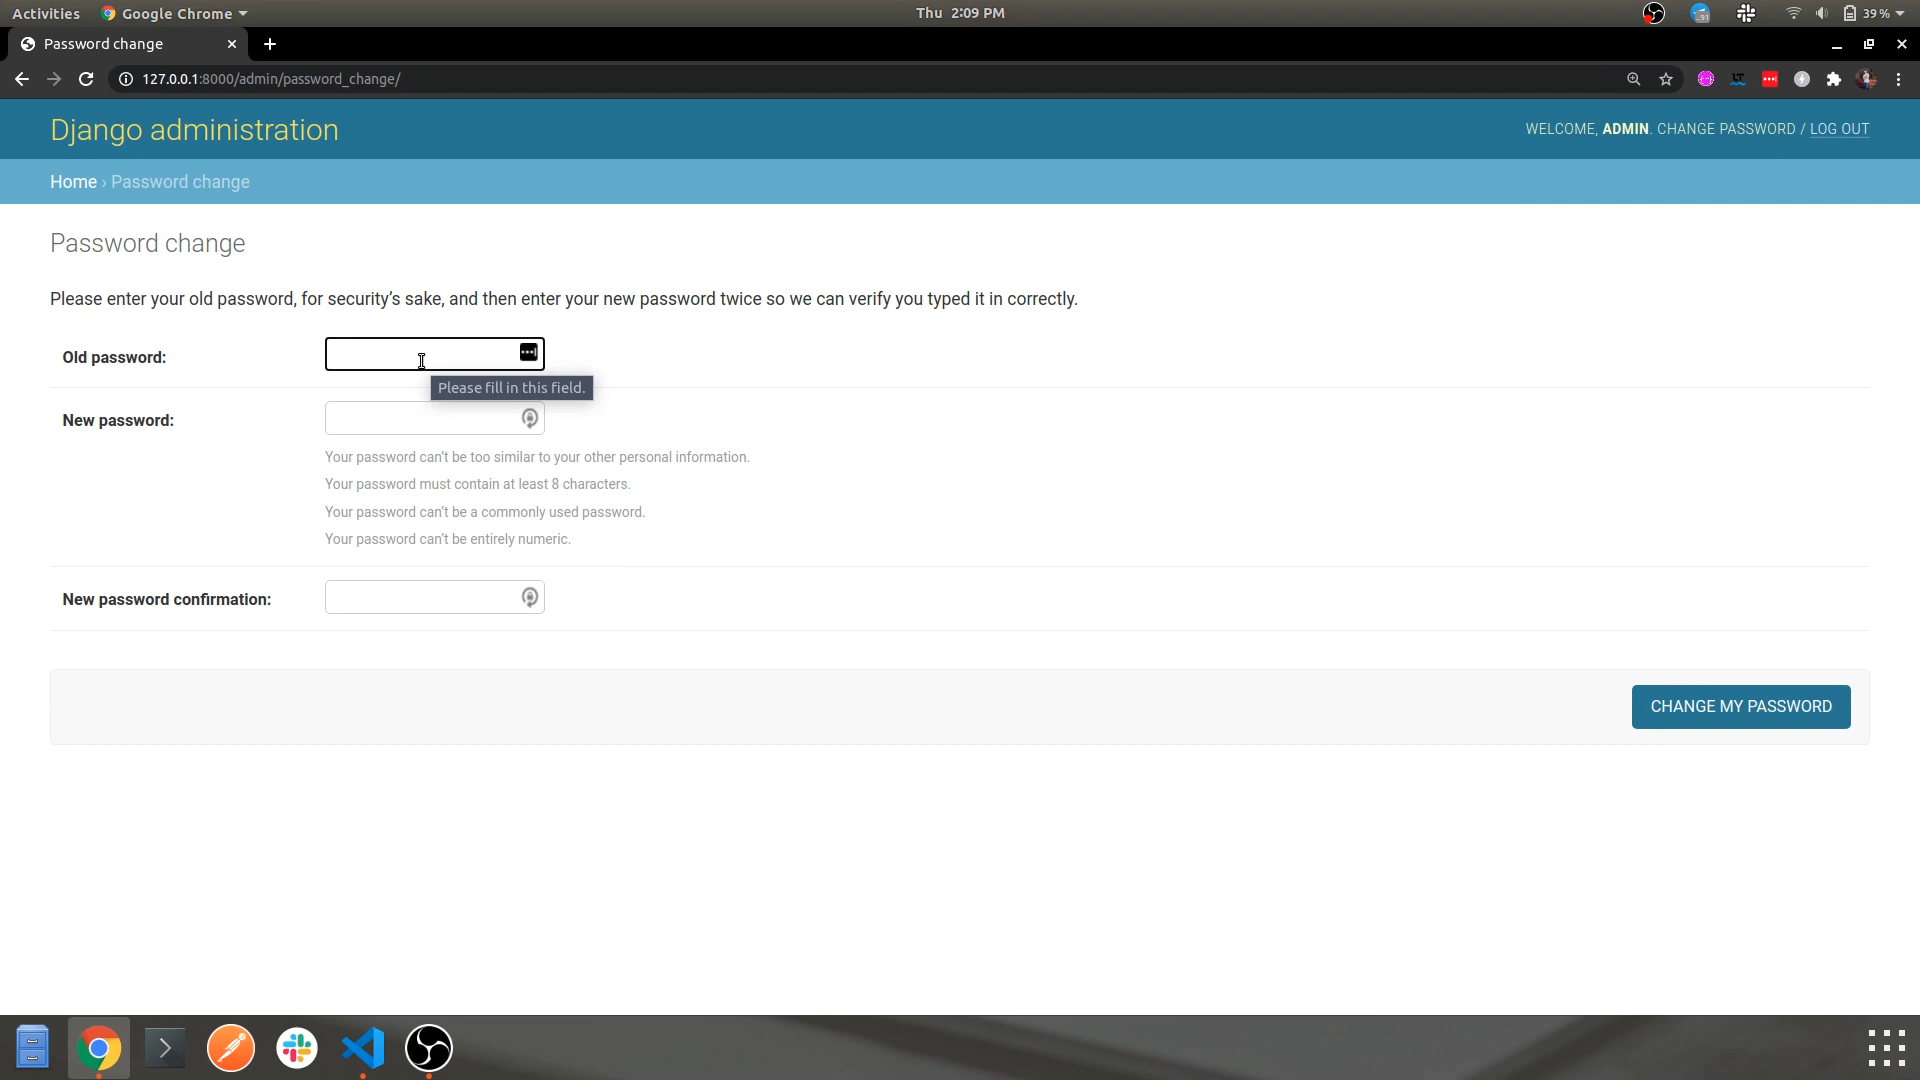 Activities
Google Chrome
Thu 2:09 PM
91
39 %
Password change
127.0.0.1:8000/admin/password_change/
LT
Django administration
WELCOME, ADMIN. CHANGE PASSWORD / LOG OUT
Home › Password change
Password change
Please enter your old password, for security’s sake, and then enter your new password twice so we can verify you typed it in correctly.
Old password:
Please fill in this field.
New password:
Your password can’t be too similar to your other personal information.
Your password must contain at least 8 characters.
Your password can’t be a commonly used password.
Your password can’t be entirely numeric.
New password confirmation:
CHANGE MY PASSWORD